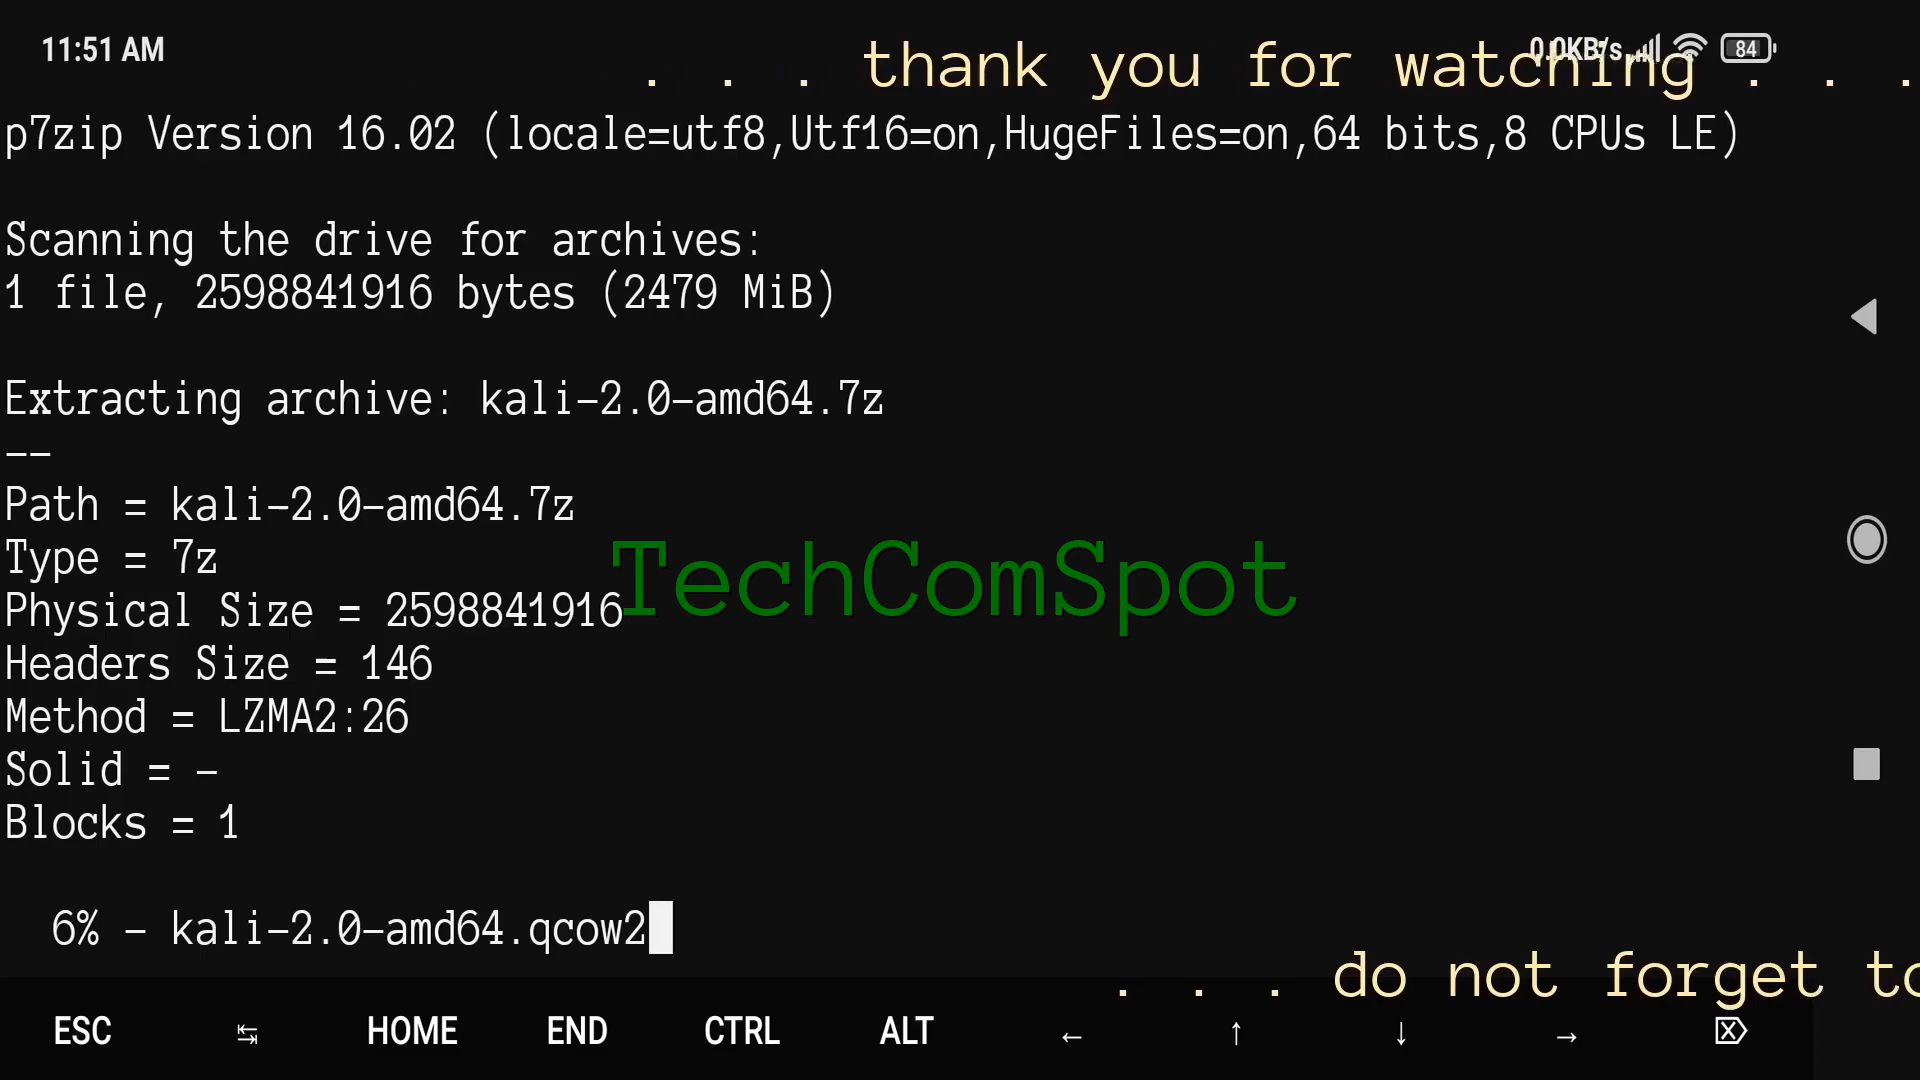 11:51 AM
0.0KB/s
84
. . . thank you for watching . . .
p7zip Version 16.02 (locale=utf8,Utf16=on,HugeFiles=on,64 bits,8 CPUs LE)
Scanning the drive for archives:
1 file, 2598841916 bytes (2479 MiB)
Extracting archive: kali-2.0-amd64.7z
--
Path = kali-2.0-amd64.7z
Type = 7z
TechComSpot
Physical Size = 2598841916
Headers Size = 146
Method = LZMA2:26
Solid = -
Blocks = 1
6% - kali-2.0-amd64.qcow2
. . . do not forget to
ESC ↹ HOME END CTRL ALT ← ↑ ↓ → ⌦